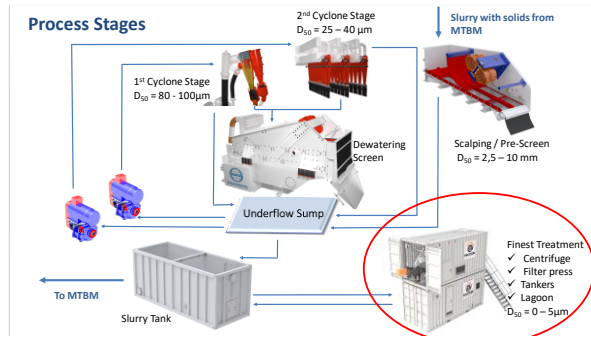 Process Stages
2nd Cyclone Stage
D50 = 25 – 40 µm
Slurry with solids from
MTBM
1st Cyclone Stage
D50 = 80 - 100µm
Dewatering
Screen
Scalping / Pre-Screen
D50 = 2,5 – 10 mm
Underflow Sump
Finest Treatment
✓ Centrifuge
✓ Filter press
✓ Tankers
✓ Lagoon
D50 = 0 – 5µm
To MTBM
Slurry Tank